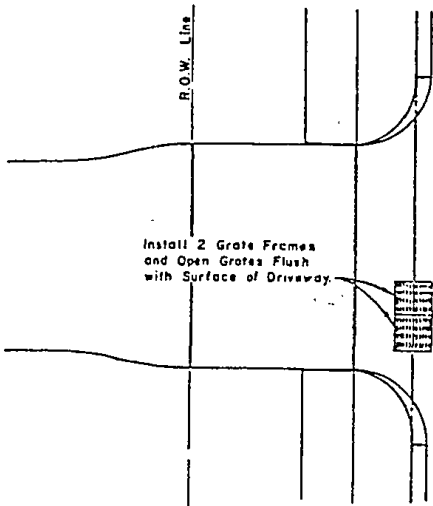 R.O.W. Line
Install 2 Grate Frames
and Open Grates Flush
with Surface of Driveway.